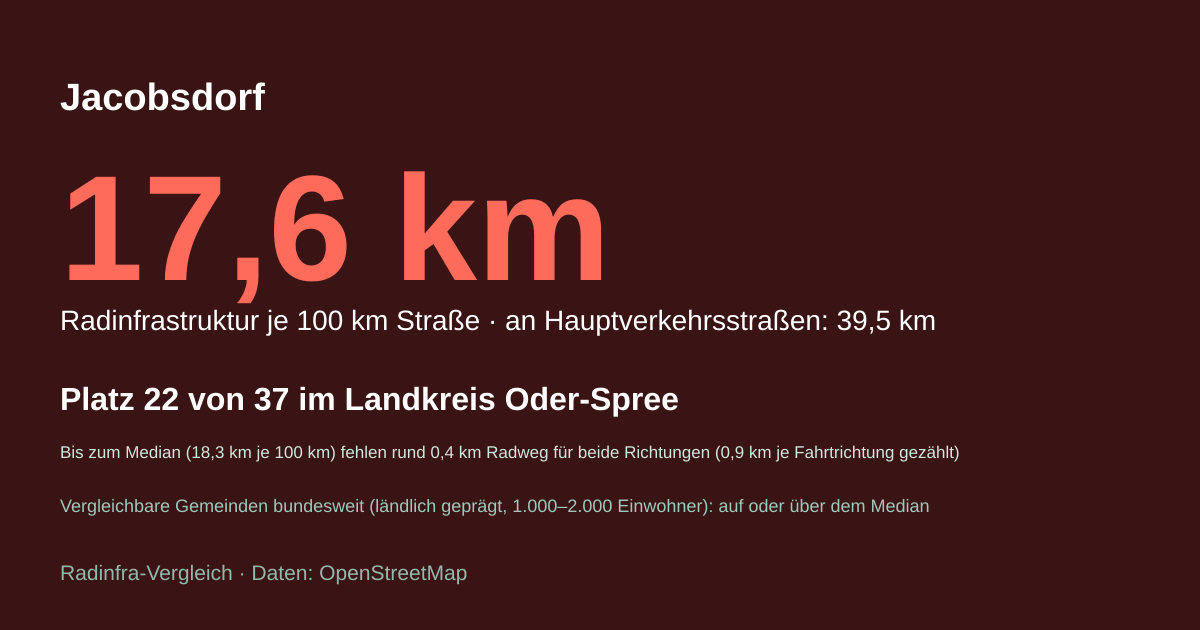 Jacobsdorf
17,6 km
Radinfrastruktur je 100 km Straße · an Hauptverkehrsstraßen: 39,5 km
Platz 22 von 37 im Landkreis Oder-Spree
Bis zum Median (18,3 km je 100 km) fehlen rund 0,4 km Radweg für beide Richtungen (0,9 km je Fahrtrichtung gezählt)
Vergleichbare Gemeinden bundesweit (ländlich geprägt, 1.000–2.000 Einwohner): auf oder über dem Median
Radinfra-Vergleich · Daten: OpenStreetMap